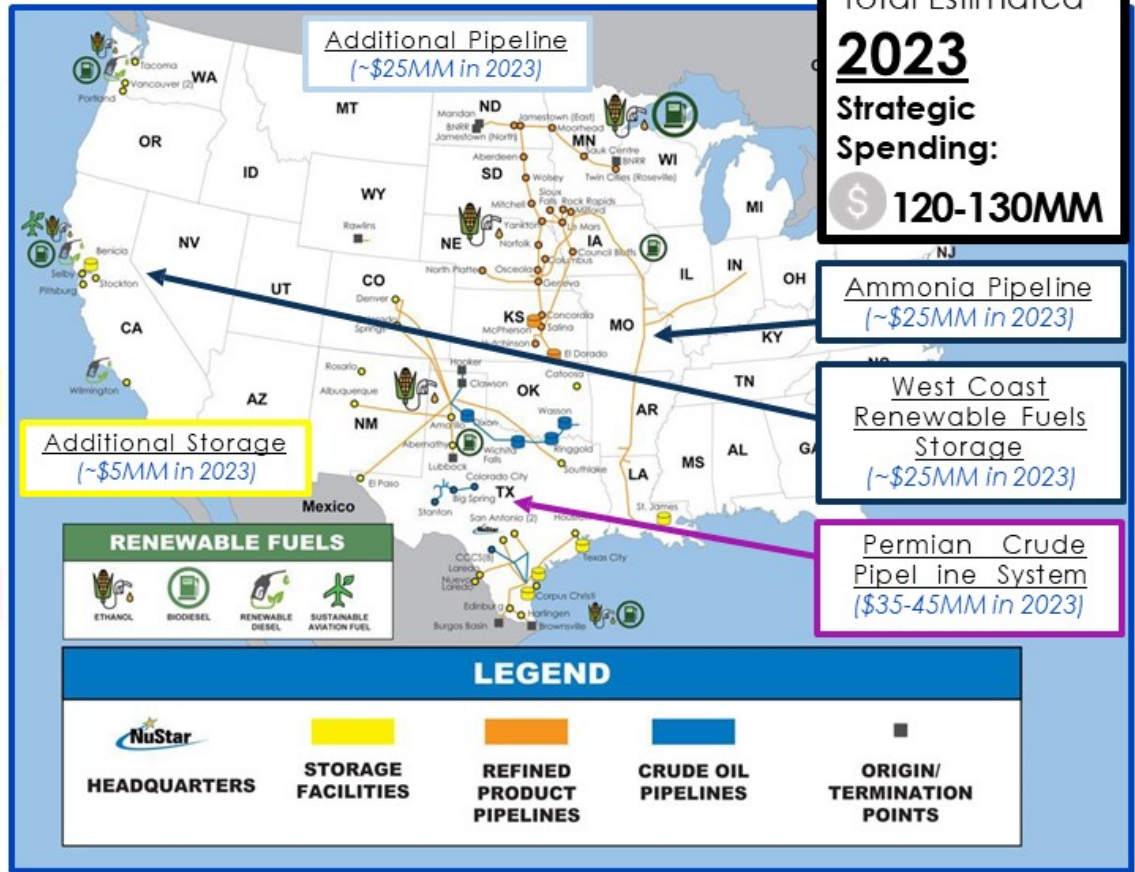 Total Estimated
2023
Strategic
Spending:
$ 120-130MM
Additional Pipeline
(~$25MM in 2023)
Ammonia Pipeline
(~$25MM in 2023)
West Coast
Renewable Fuels
Storage
(~$25MM in 2023)
Permian Crude
Pipel ine System
($35-45MM in 2023)
Additional Storage
(~$5MM in 2023)
WA
Tacoma
Vancouver (2)
Portland
OR
ID
MT
ND
Mandan
BNRR
Jamestown (North)
Jamestown (East)
Moorhead
MN
Sauk Centre
BNRR
Twin Cities (Roseville)
WI
MI
Aberdeen
SD
Wolsey
WY
Rawlins
Mitchell
Sioux
Falls
Rock Rapids
Milford
Yankton
Le Mars
NE
Norfolk
IA
Council Bluffs
Columbus
North Platte
Osceola
Geneva
NV
UT
CO
Denver
Springs
KS
Concordia
Salina
McPherson
Hutchinson
El Dorado
MO
IL
IN
OH
NJ
KY
TN
Benicia
Selby
Pittsburg
Stockton
CA
Wilmington
AZ
NM
Rosario
Albuquerque
Hooker
Clawson
OK
Catoosa
AR
Dixon
Wasson
Amarillo
Abernathy
Wichita
Falls
Ringgold
Lubbock
Southlake
Colorado City
Big Spring
Stanton
TX
El Paso
Mexico
LA
MS
AL
GA
St. James
San Antonio (2)
NuStar
Texas City
Laredo
Nuevo
Laredo
Corpus Christi
Edinburg
Harlingen
Burgos Basin
Brownsville
RENEWABLE FUELS
ETHANOL
BIODIESEL
RENEWABLE
DIESEL
SUSTAINABLE
AVIATION FUEL
LEGEND
NuStar
HEADQUARTERS
STORAGE
FACILITIES
REFINED
PRODUCT
PIPELINES
CRUDE OIL
PIPELINES
ORIGIN/
TERMINATION
POINTS